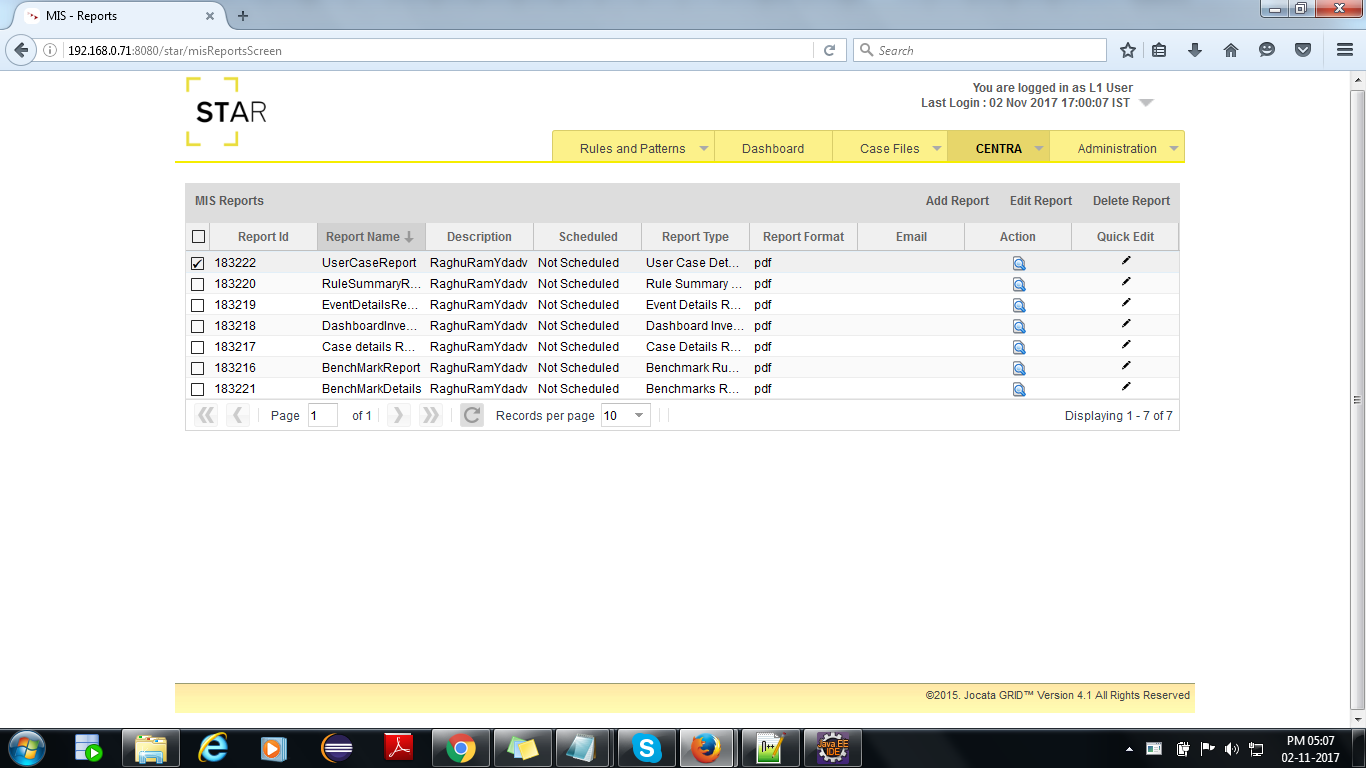 MIS - Reports
192.168.0.71:8080/star/misReportsScreen
Search
STAR
You are logged in as L1 User
Last Login : 02 Nov 2017 17:00:07 IST
Rules and Patterns Dashboard Case Files CENTRA Administration
MIS Reports Add Report Edit Report Delete Report
Report Id Report Name Description Scheduled Report Type Report Format Email Action Quick Edit
183222 UserCaseReport RaghuRamYdadv Not Scheduled User Case Det... pdf
183220 RuleSummaryR... RaghuRamYdadv Not Scheduled Rule Summary ... pdf
183219 EventDetailsRe... RaghuRamYdadv Not Scheduled Event Details R... pdf
183218 DashboardInve... RaghuRamYdadv Not Scheduled Dashboard Inve... pdf
183217 Case details R... RaghuRamYdadv Not Scheduled Case Details R... pdf
183216 BenchMarkReport RaghuRamYdadv Not Scheduled Benchmark Ru... pdf
183221 BenchMarkDetails RaghuRamYdadv Not Scheduled Benchmarks R... pdf
Page 1 of 1 Records per page 10 Displaying 1 - 7 of 7
©2015. Jocata GRID™ Version 4.1 All Rights Reserved
Java EE
IDE
PM 05:07
02-11-2017